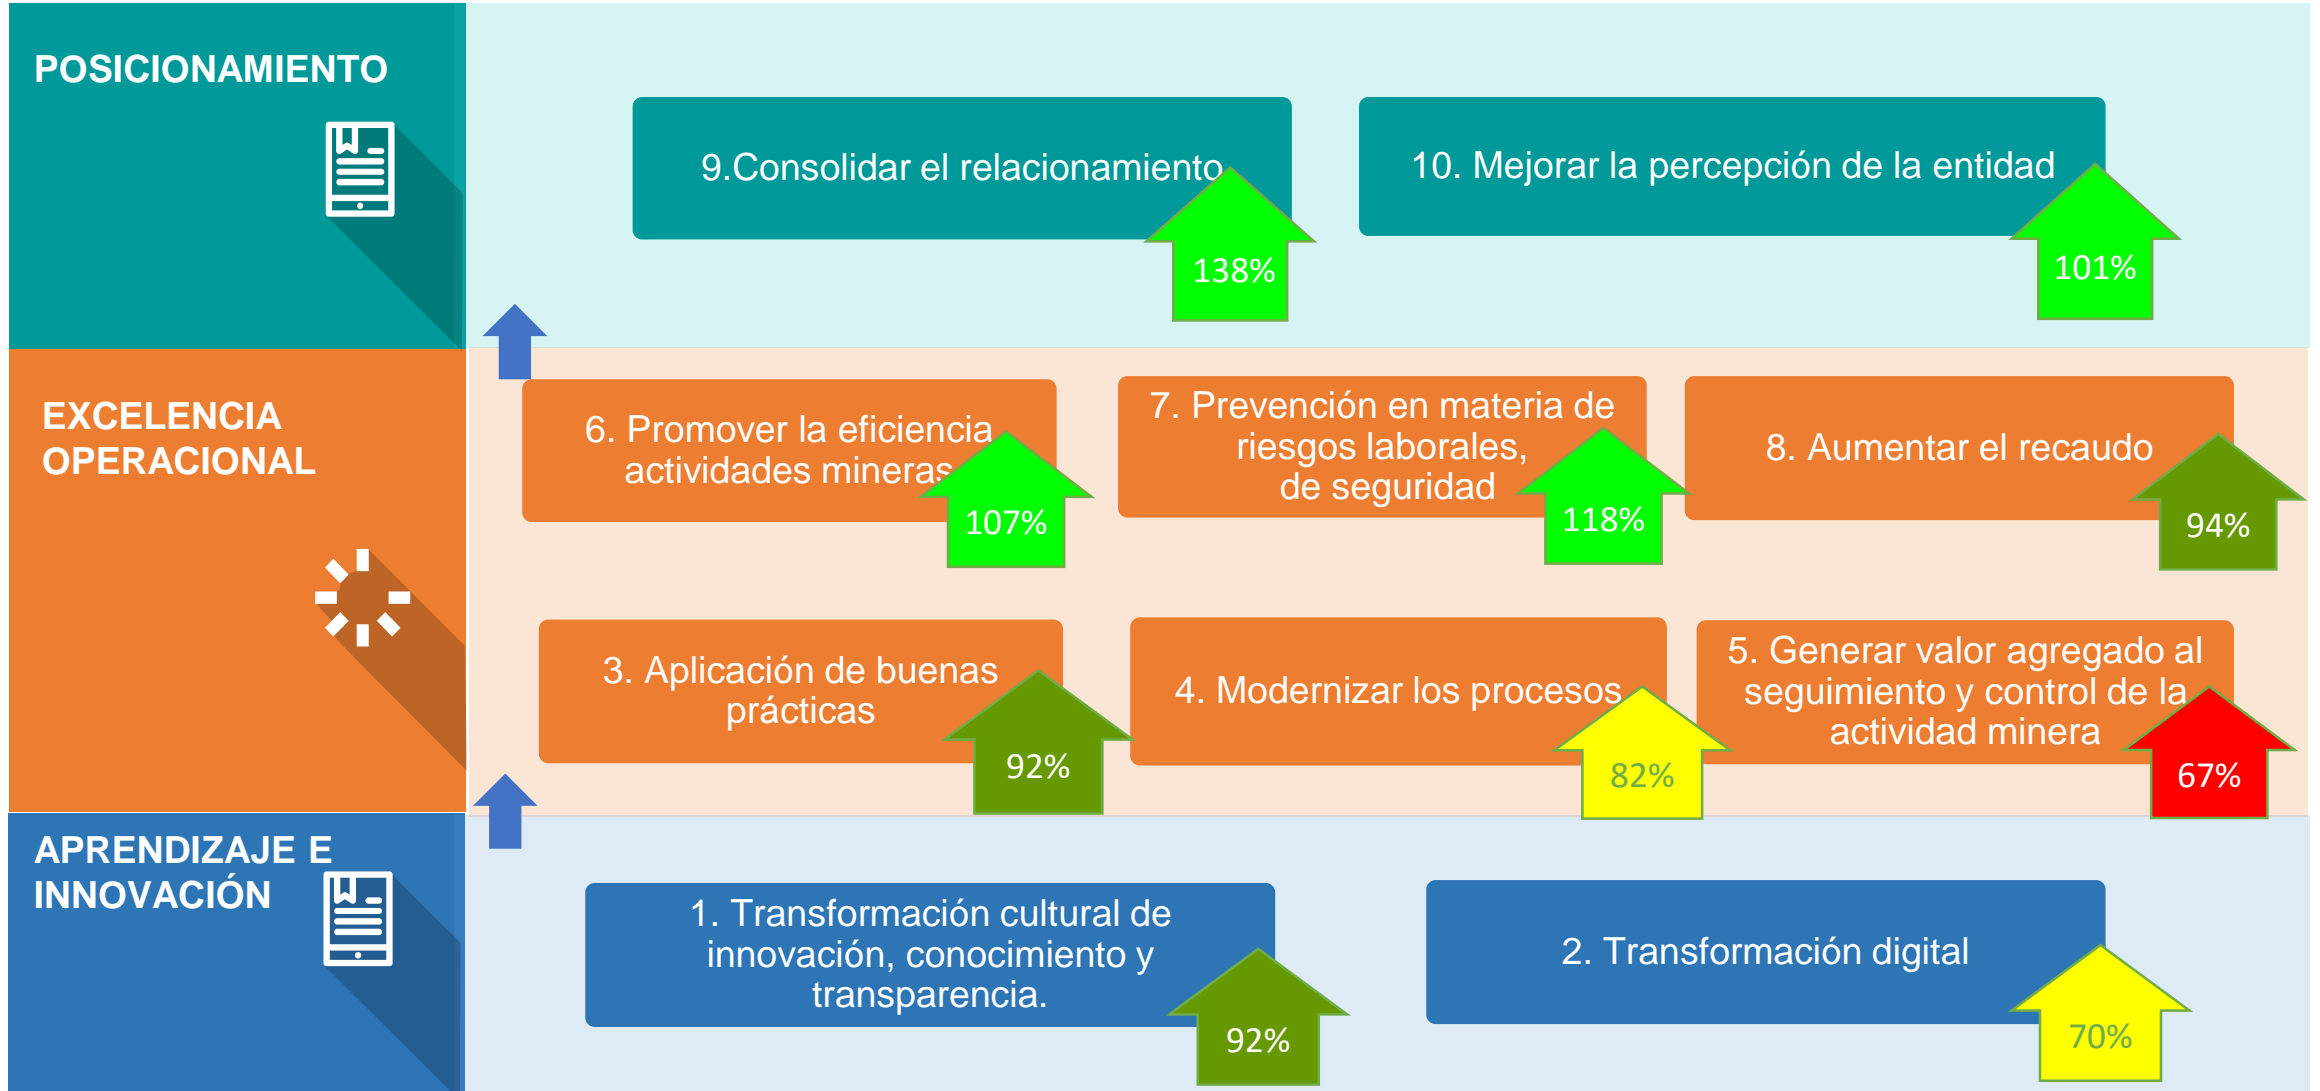 POSICIONAMIENTO
9.Consolidar el relacionamiento
138%
10. Mejorar la percepción de la entidad
101%
EXCELENCIA
OPERACIONAL
6. Promover la eficiencia
actividades mineras
107%
7. Prevención en materia de
riesgos laborales,
de seguridad
118%
8. Aumentar el recaudo
94%
3. Aplicación de buenas
prácticas
92%
4. Modernizar los procesos
82%
5. Generar valor agregado al
seguimiento y control de la
actividad minera
67%
APRENDIZAJE E
INNOVACIÓN
1. Transformación cultural de
innovación, conocimiento y
transparencia.
92%
2. Transformación digital
70%